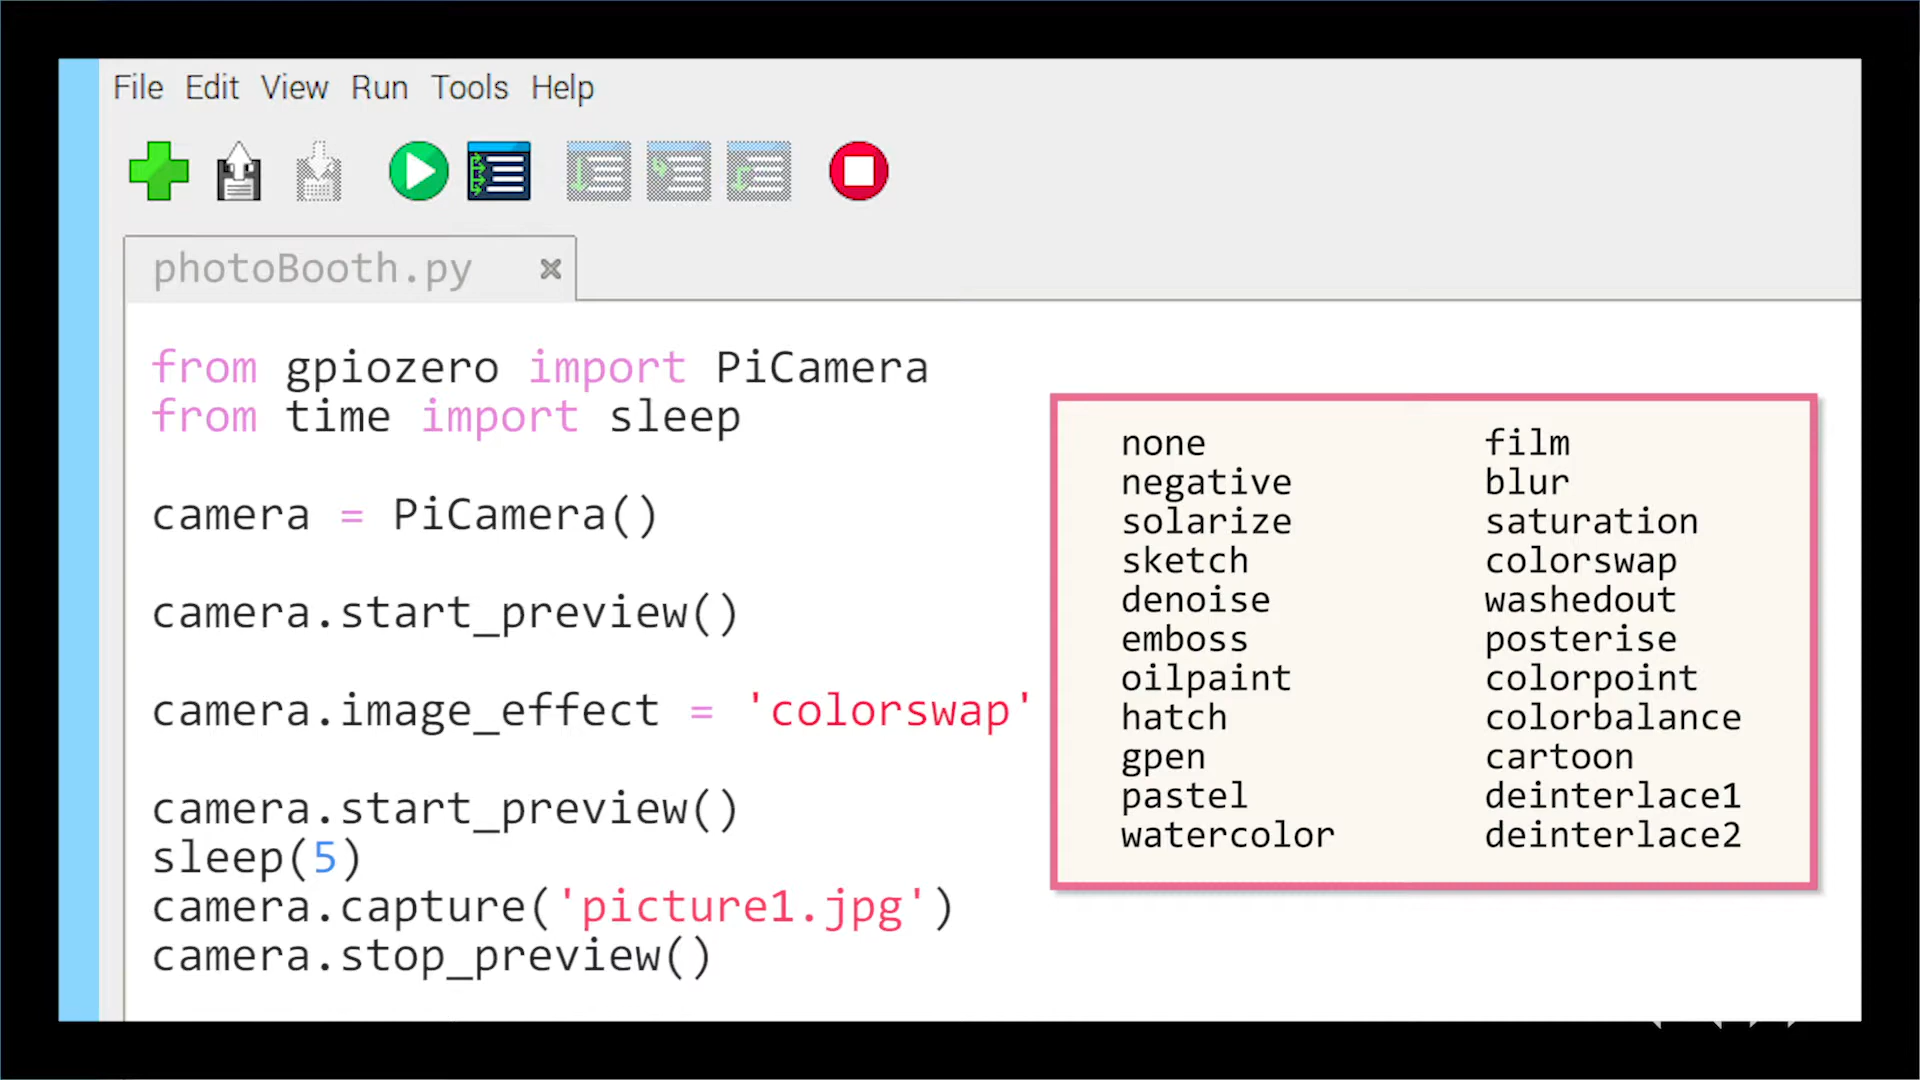 File Edit View Run Tools Help
photoBooth.py
from gpiozero import PiCamera
from time import sleep
camera = PiCamera()
camera.start_preview()
camera.image_effect = 'colorswap'
camera.start_preview()
sleep(5)
camera.capture('picture1.jpg')
camera.stop_preview()
none
negative
solarize
sketch
denoise
emboss
oilpaint
hatch
gpen
pastel
watercolor
film
blur
saturation
colorswap
washedout
posterise
colorpoint
colorbalance
cartoon
deinterlace1
deinterlace2